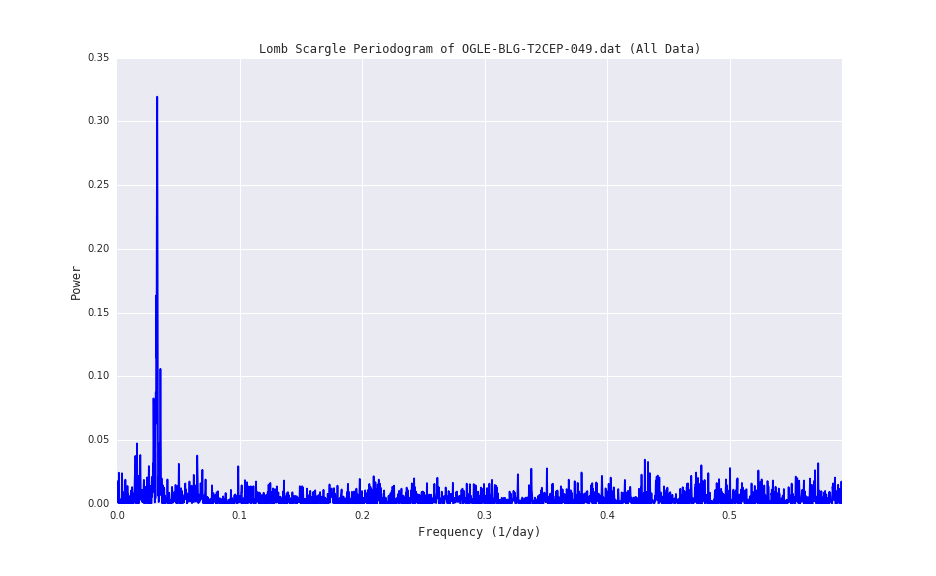 Lomb Scargle Periodogram of OGLE-BLG-T2CEP-049.dat (All Data)
0.35
0.30
0.25
0.20
0.15
0.10
0.05
0.00
Power
0.0 0.1 0.2 0.3 0.4 0.5
Frequency (1/day)